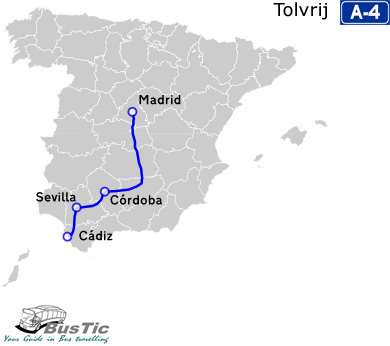 Tolvrij A-4
Madrid
Sevilla
Córdoba
Cádiz
BusTic
Your Guide in Bus travelling